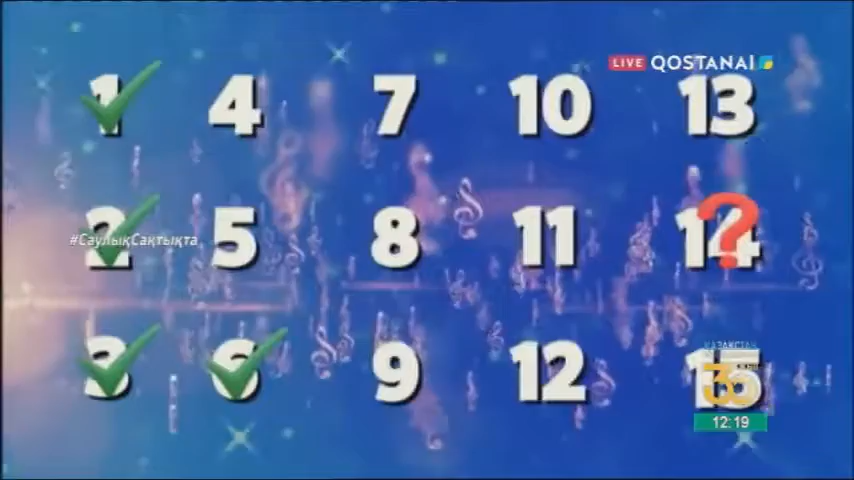 LIVE QOSTANAI
1 4 7 10 13
2 5 8 11 14 ?
#СаулықСақтықта
3 6 9 12 15
ҚАЗАҚСТАН
30
12:19